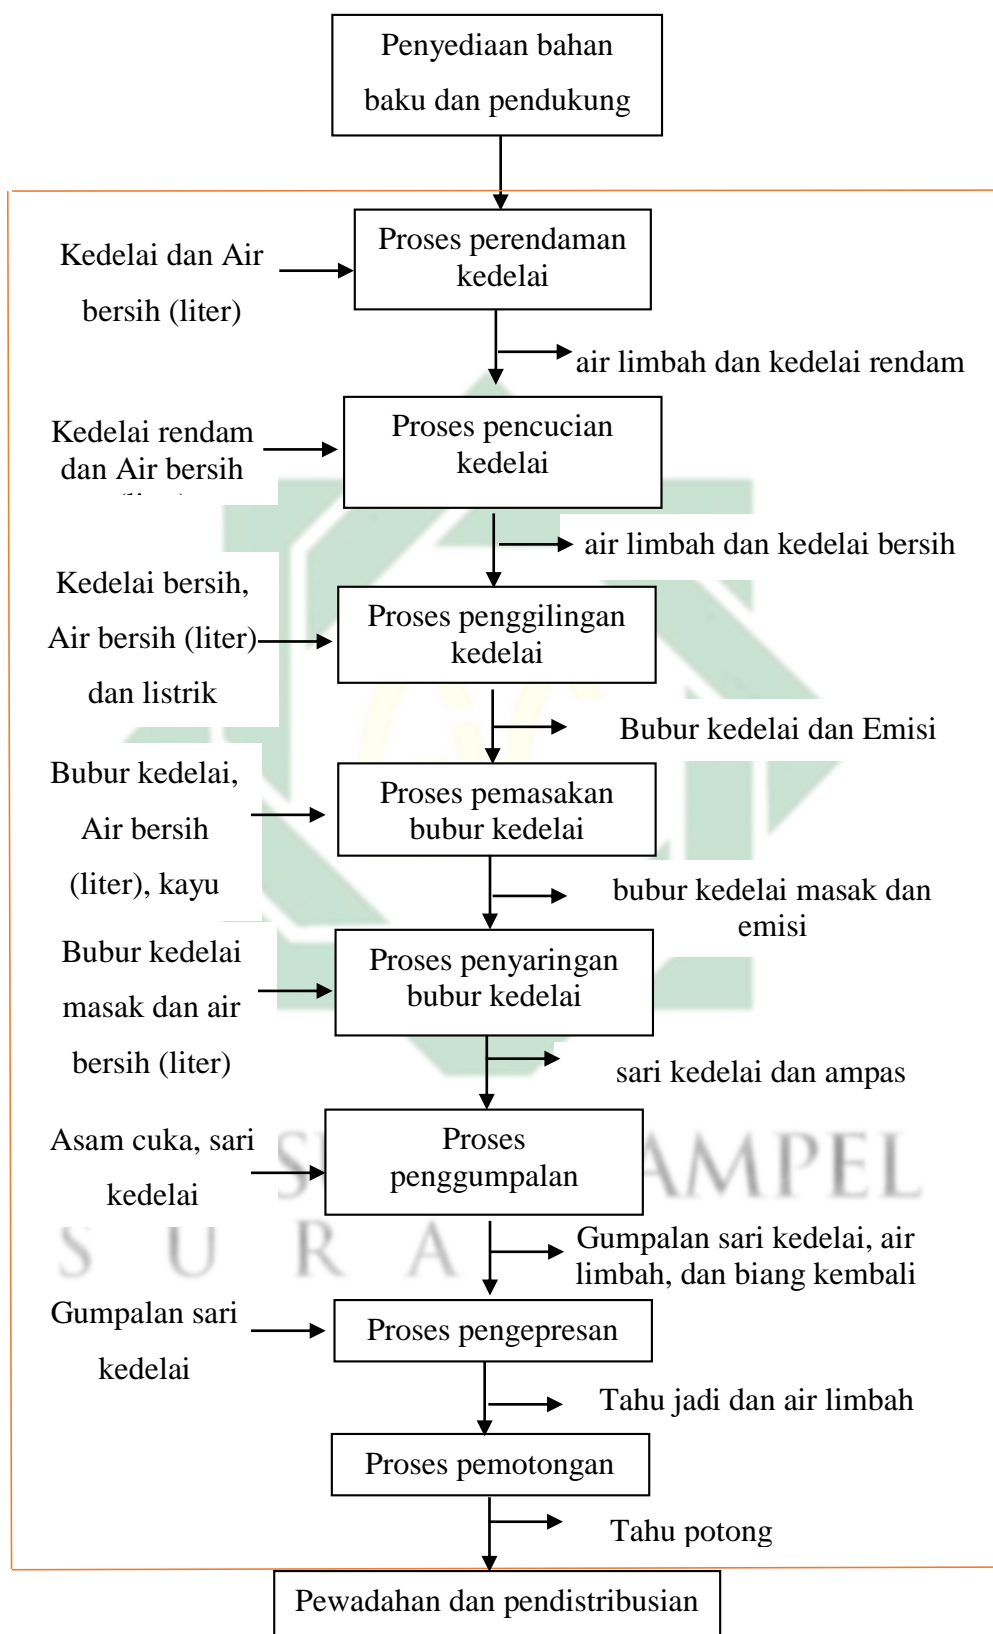 Penyediaan bahan
baku dan pendukung
Proses perendaman
kedelai
Kedelai dan Air
bersih (liter)
air limbah dan kedelai rendam
Proses pencucian
kedelai
Kedelai rendam
dan Air bersih
air limbah dan kedelai bersih
Kedelai bersih,
Air bersih (liter)
dan listrik
Proses penggilingan
kedelai
Bubur kedelai dan Emisi
Bubur kedelai,
Air bersih
(liter), kayu
Proses pemasakan
bubur kedelai
bubur kedelai masak dan
emisi
Bubur kedelai
masak dan air
bersih (liter)
Proses penyaringan
bubur kedelai
sari kedelai dan ampas
Asam cuka, sari
kedelai
Proses
penggumpalan
AMPEL
S U R A
Gumpalan sari kedelai, air
limbah, dan biang kembali
Gumpalan sari
kedelai
Proses pengepresan
Tahu jadi dan air limbah
Proses pemotongan
Tahu potong
Pewadahan dan pendistribusian